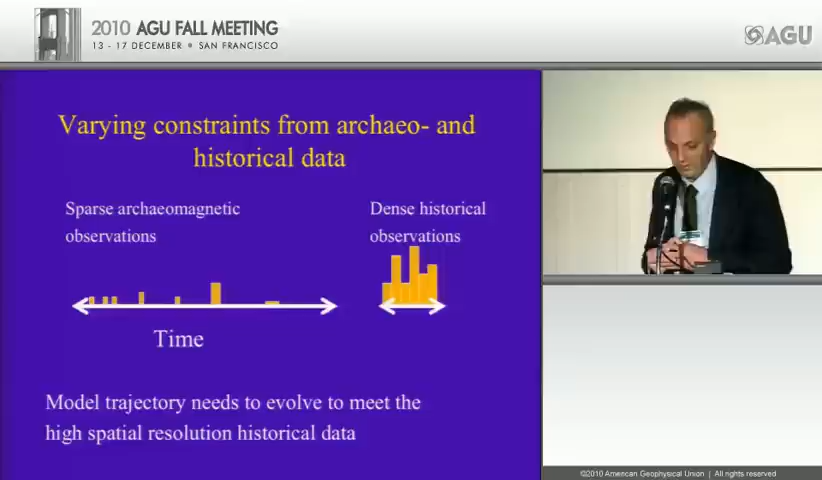 2010 AGU FALL MEETING
13 - 17 DECEMBER • SAN FRANCISCO
AGU
Varying constraints from archaeo- and
historical data
Sparse archaeomagnetic
observations
Dense historical
observations
Time
Model trajectory needs to evolve to meet the
high spatial resolution historical data
©2010 American Geophysical Union | All rights reserved